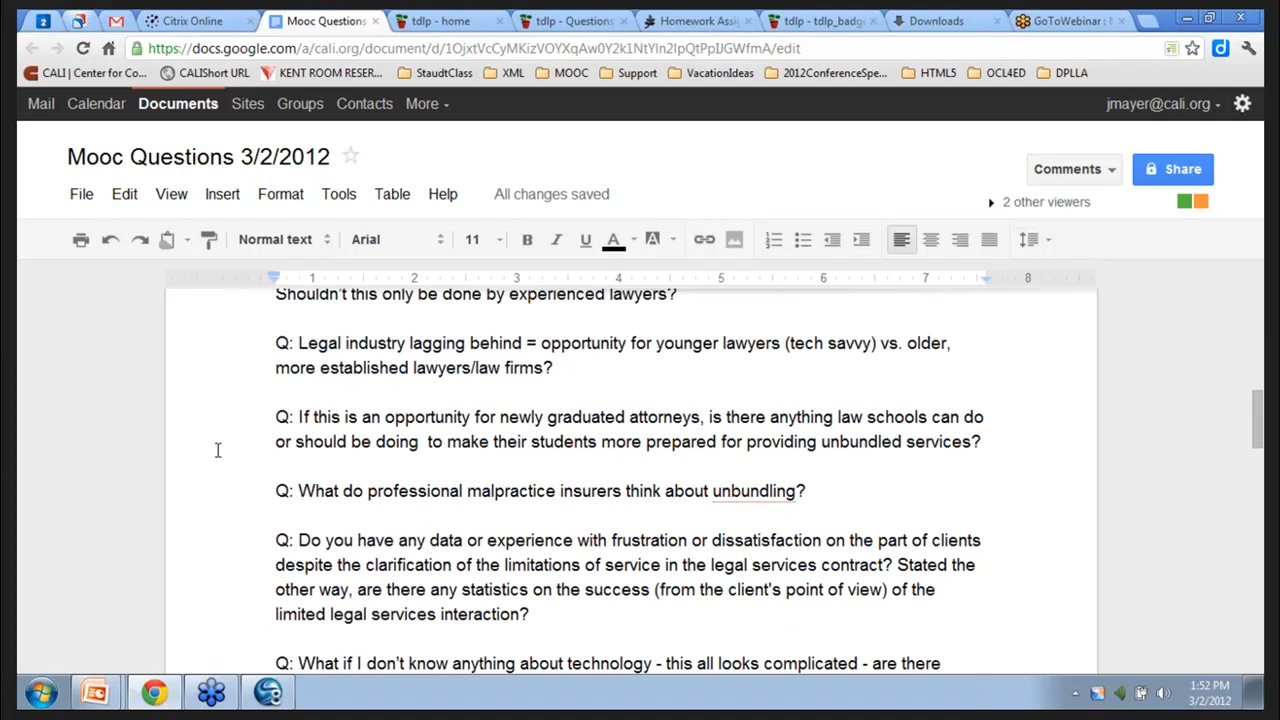 2
Citrix Online
Mooc Questions
tdlp - home
tdlp - Questions
Homework Assig
tdlp - tdlp_badge
Downloads
GoToWebinar : M
https://docs.google.com/a/cali.org/document/d/1OjxtVcCyMKizVOYXqAw0Y2k1NtYln2lpQtPpIJGWfmA/edit
CALI | Center for Co...
CALIShort URL
KENT ROOM RESER...
StaudtClass
XML
MOOC
Support
VacationIdeas
2012ConferenceSpe...
HTML5
OCL4ED
DPLLA
Mail Calendar Documents Sites Groups Contacts More
jmayer@cali.org
Mooc Questions 3/2/2012
Comments
Share
File Edit View Insert Format Tools Table Help All changes saved
2 other viewers
Normal text Arial 11 B I U A A
1 2 3 4 5 6 7 8
Shouldn't this only be done by experienced lawyers?
Q: Legal industry lagging behind = opportunity for younger lawyers (tech savvy) vs. older,
more established lawyers/law firms?
Q: If this is an opportunity for newly graduated attorneys, is there anything law schools can do
or should be doing to make their students more prepared for providing unbundled services?
Q: What do professional malpractice insurers think about unbundling?
Q: Do you have any data or experience with frustration or dissatisfaction on the part of clients
despite the clarification of the limitations of service in the legal services contract? Stated the
other way, are there any statistics on the success (from the client's point of view) of the
limited legal services interaction?
Q: What if I don't know anything about technology - this all looks complicated - are there
1:52 PM
3/2/2012